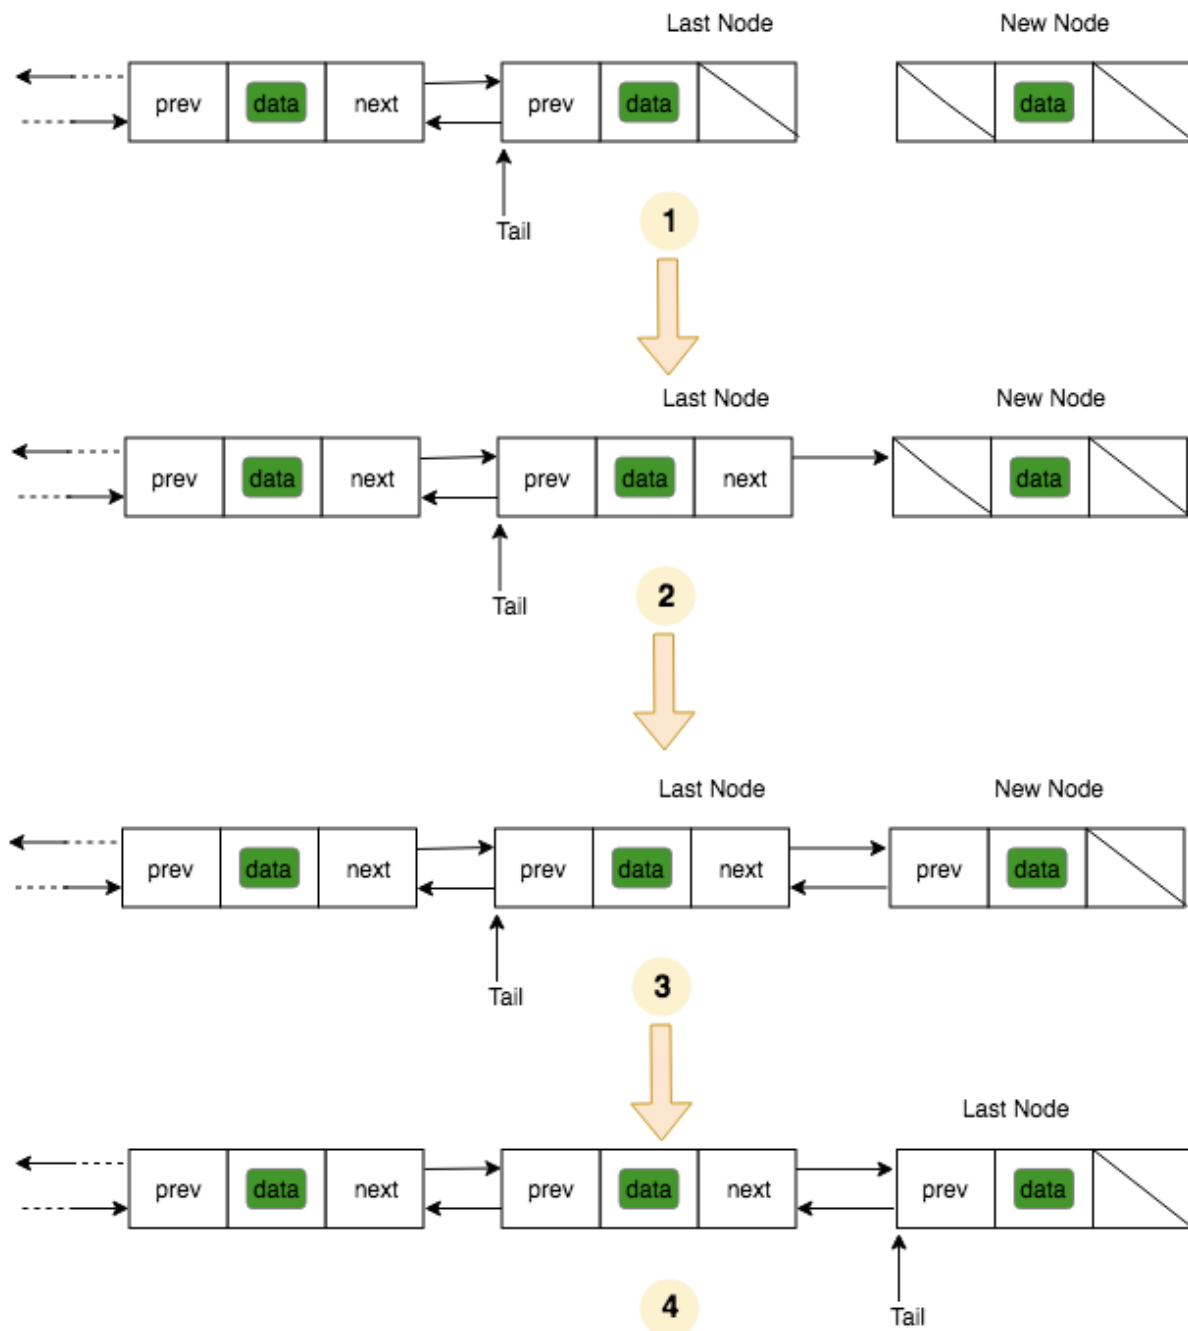 Last Node New Node
prev data next prev data data
Tail
1
Last Node New Node
prev data next prev data next data
Tail
2
Last Node New Node
prev data next prev data next prev data
Tail
3
Last Node
prev data next prev data next prev data
Tail
4